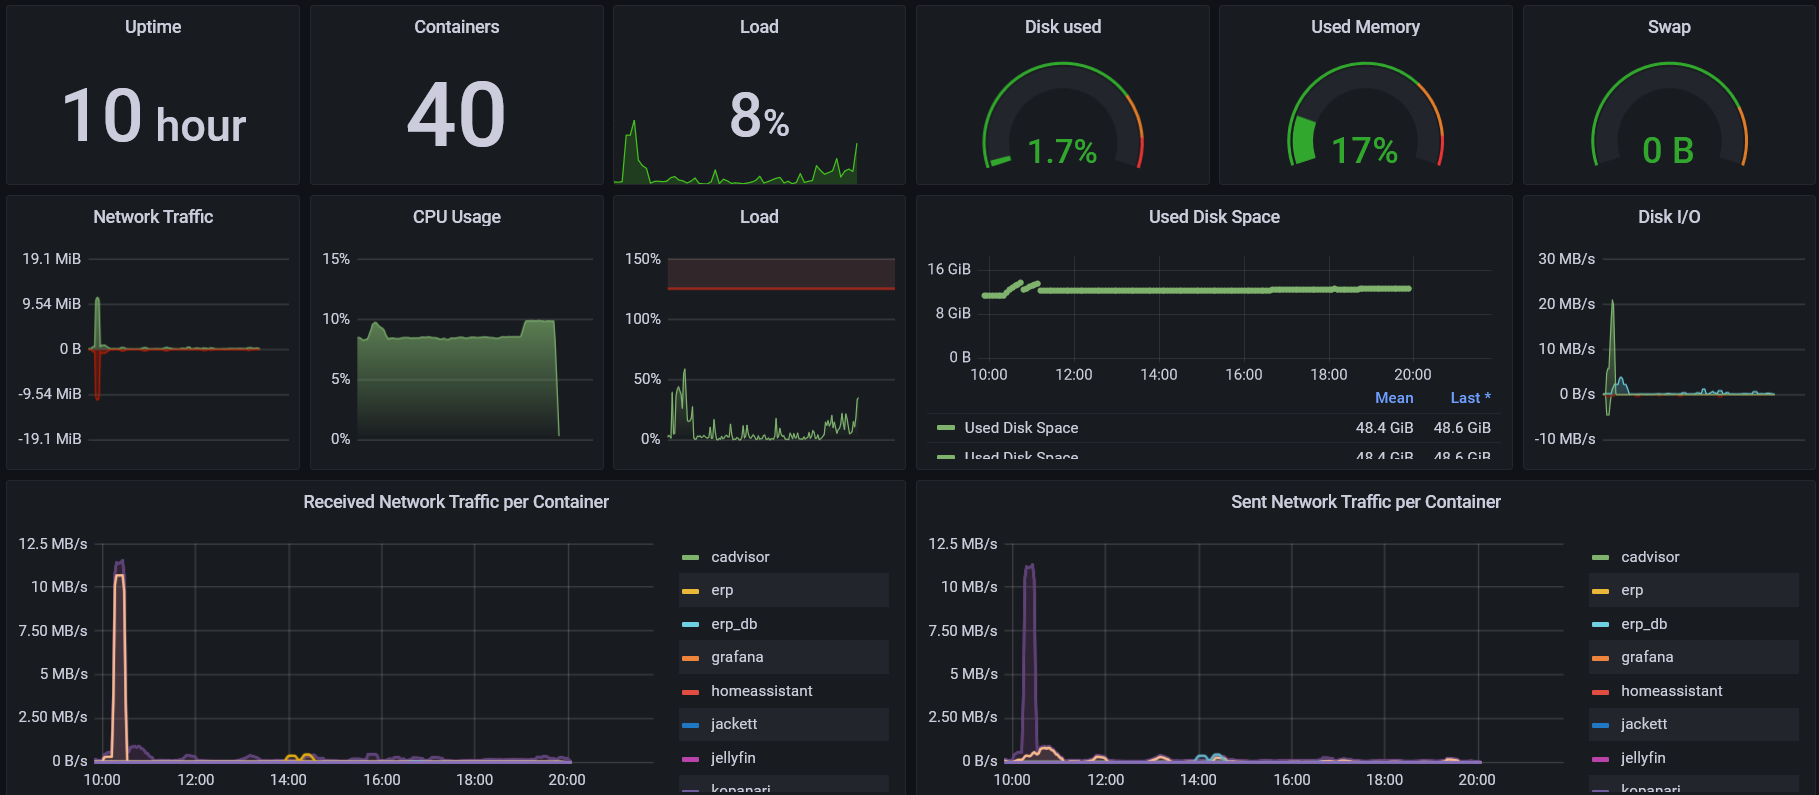 Uptime
10 hour
Containers
40
Load
8%
Disk used
1.7%
Used Memory
17%
Swap
0 B
Network Traffic
19.1 MiB
9.54 MiB
0 B
-9.54 MiB
-19.1 MiB
CPU Usage
15%
10%
5%
0%
Load
150%
100%
50%
0%
Used Disk Space
16 GiB
8 GiB
0 B
10:00 12:00 14:00 16:00 18:00 20:00
Mean Last *
Used Disk Space 48.4 GiB 48.6 GiB
Used Disk Space 48.4 GiB 48.6 GiB
Disk I/O
30 MB/s
20 MB/s
10 MB/s
0 B/s
-10 MB/s
Received Network Traffic per Container
12.5 MB/s
10 MB/s
7.50 MB/s
5 MB/s
2.50 MB/s
0 B/s
10:00 12:00 14:00 16:00 18:00 20:00
cadvisor
erp
erp_db
grafana
homeassistant
jackett
jellyfin
Sent Network Traffic per Container
12.5 MB/s
10 MB/s
7.50 MB/s
5 MB/s
2.50 MB/s
0 B/s
10:00 12:00 14:00 16:00 18:00 20:00
cadvisor
erp
erp_db
grafana
homeassistant
jackett
jellyfin